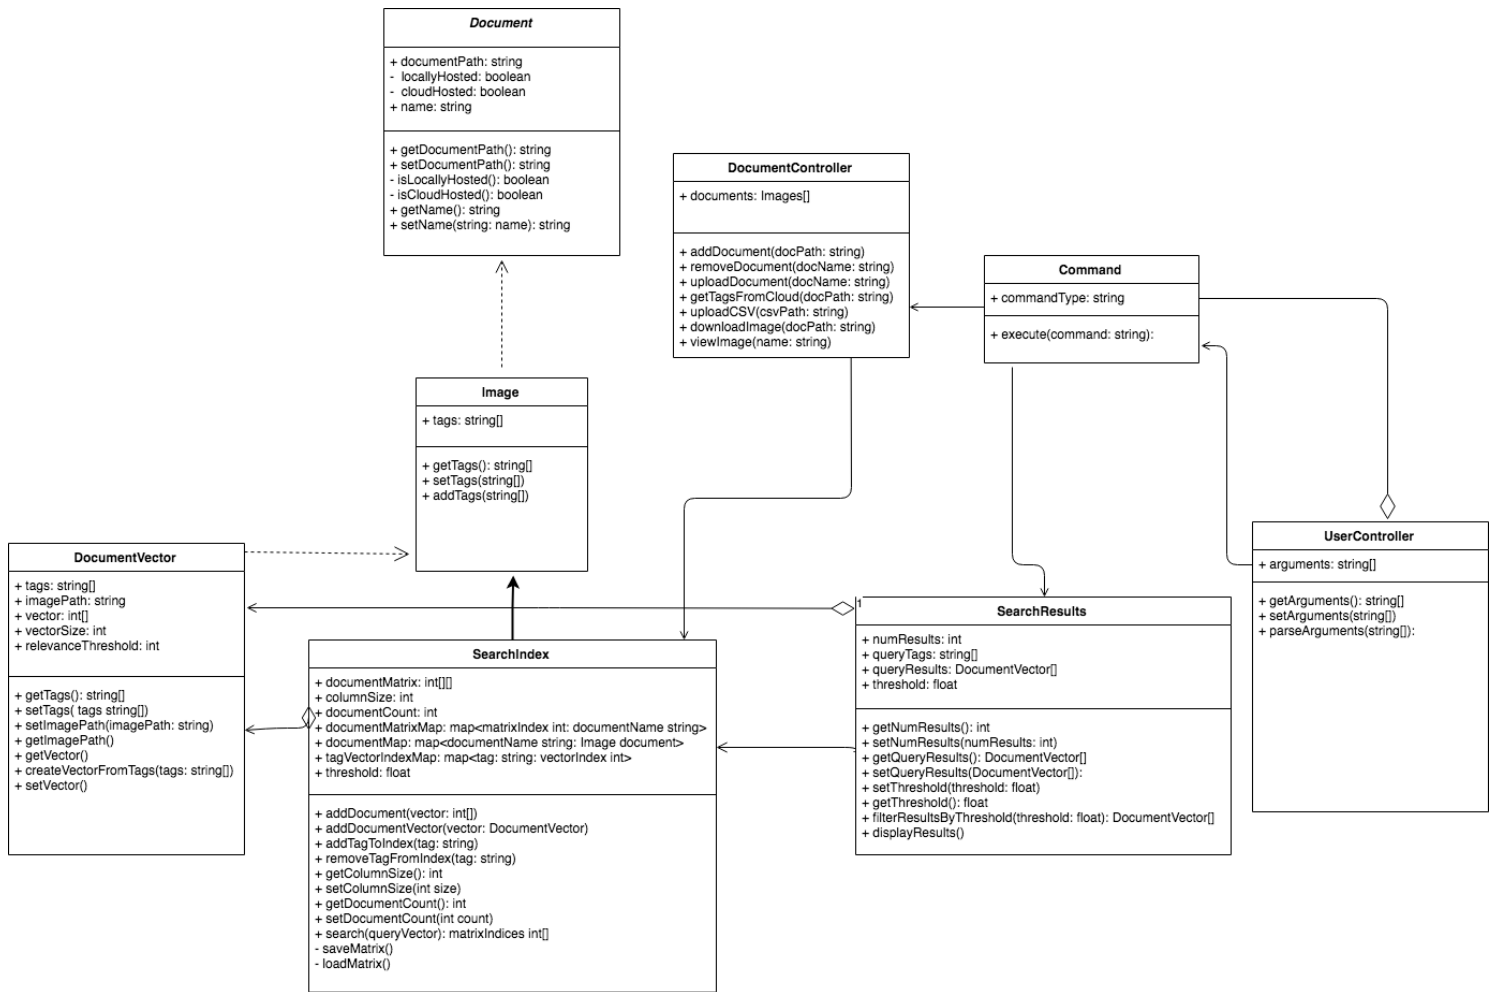 Document
+ documentPath: string
- locallyHosted: boolean
- cloudHosted: boolean
+ name: string
+ getDocumentPath(): string
+ setDocumentPath(): string
- isLocallyHosted(): boolean
- isCloudHosted(): boolean
+ getName(): string
+ setName(string: name): string
DocumentController
+ documents: Images[]
+ addDocument(docPath: string)
+ removeDocument(docName: string)
+ uploadDocument(docName: string)
+ getTagsFromCloud(docPath: string)
+ uploadCSV(csvPath: string)
+ downloadImage(docPath: string)
+ viewImage(name: string)
Command
+ commandType: string
+ execute(command: string):
Image
+ tags: string[]
+ getTags(): string[]
+ setTags(string[])
+ addTags(string[])
DocumentVector
+ tags: string[]
+ imagePath: string
+ vector: int[]
+ vectorSize: int
+ relevanceThreshold: int
+ getTags(): string[]
+ setTags( tags string[])
+ setImagePath(imagePath: string)
+ getImagePath()
+ getVector()
+ createVectorFromTags(tags: string[])
+ setVector()
SearchIndex
+ documentMatrix: int[][]
+ columnSize: int
+ documentCount: int
+ documentMatrixMap: map<matrixIndex int: documentName string>
+ documentMap: map<documentName string: Image document>
+ tagVectorIndexMap: map<tag: string: vectorIndex int>
+ threshold: float
+ addDocument(vector: int[])
+ addDocumentVector(vector: DocumentVector)
+ addTagToIndex(tag: string)
+ removeTagFromIndex(tag: string)
+ getColumnSize(): int
+ setColumnSize(int size)
+ getDocumentCount(): int
+ setDocumentCount(int count)
+ search(queryVector): matrixIndices int[]
- saveMatrix()
- loadMatrix()
1
SearchResults
+ numResults: int
+ queryTags: string[]
+ queryResults: DocumentVector[]
+ threshold: float
+ getNumResults(): int
+ setNumResults(numResults: int)
+ getQueryResults(): DocumentVector[]
+ setQueryResults(DocumentVector[]):
+ setThreshold(threshold: float)
+ getThreshold(): float
+ filterResultsByThreshold(threshold: float): DocumentVector[]
+ displayResults()
UserController
+ arguments: string[]
+ getArguments(): string[]
+ setArguments(string[])
+ parseArguments(string[]):